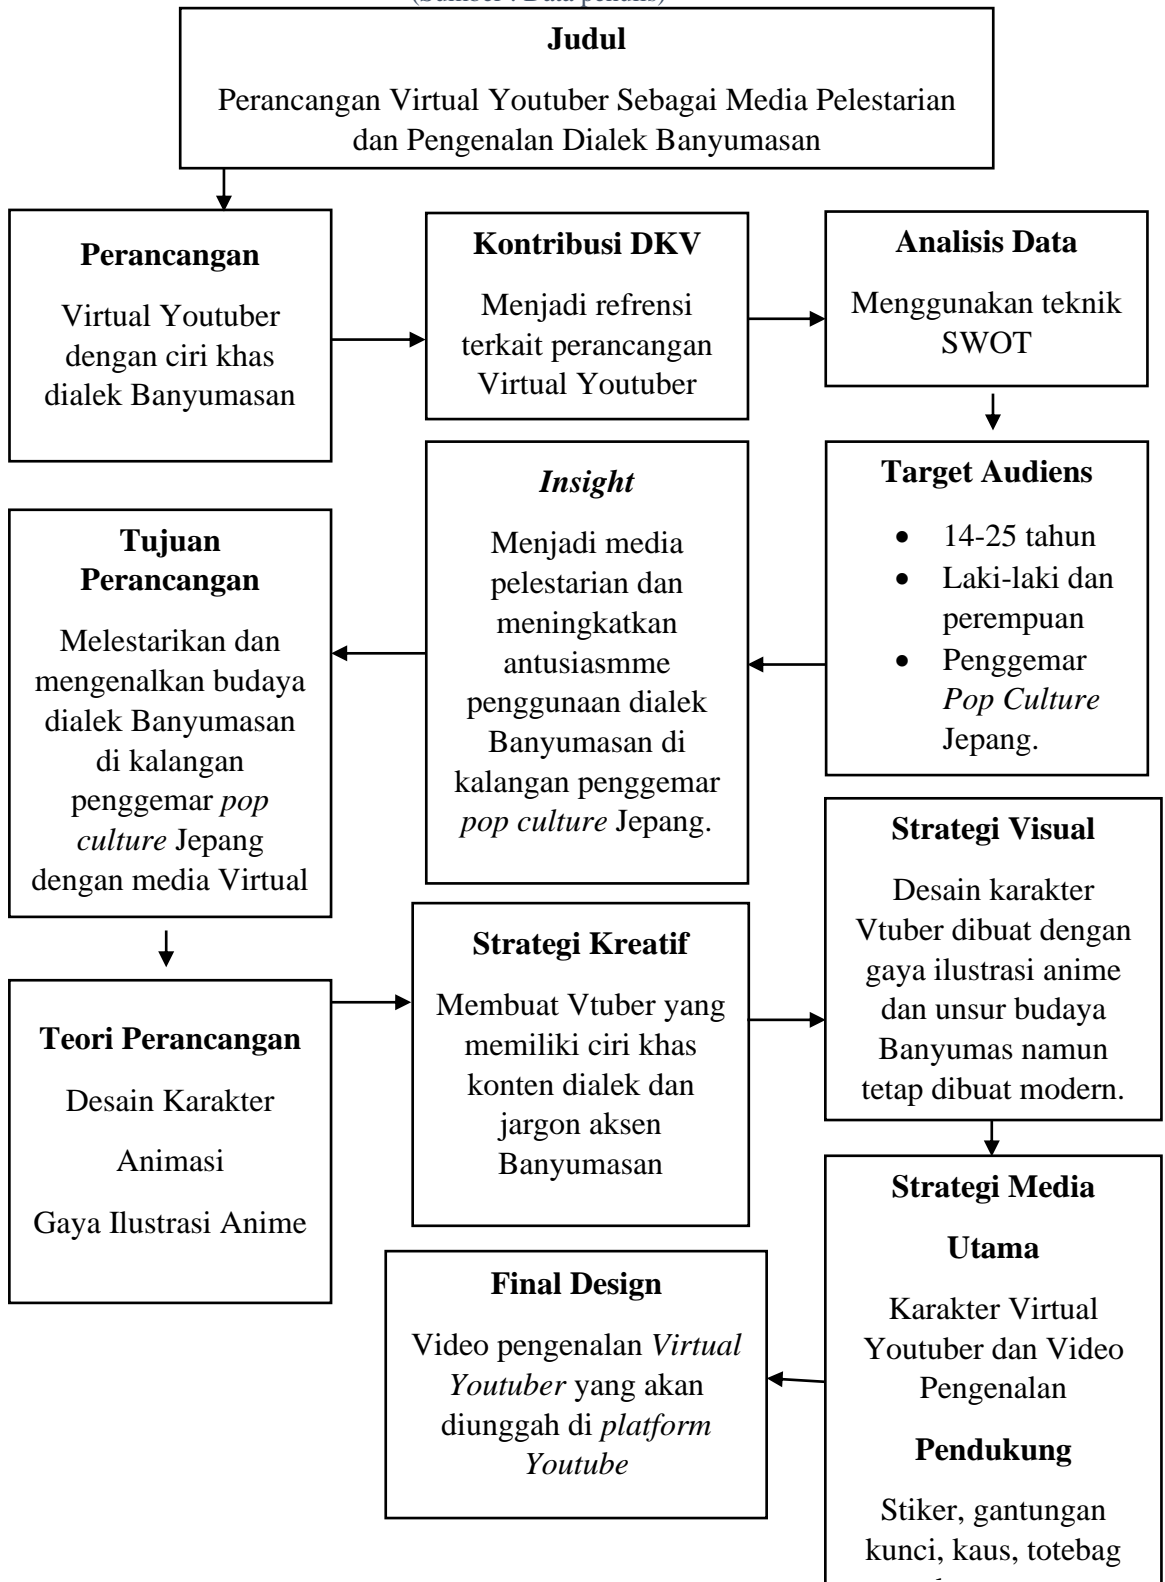 (Sumber : Data penulis)
Judul
Perancangan Virtual Youtuber Sebagai Media Pelestarian
dan Pengenalan Dialek Banyumasan
Perancangan
Virtual Youtuber
dengan ciri khas
dialek Banyumasan
Kontribusi DKV
Menjadi refrensi
terkait perancangan
Virtual Youtuber
Analisis Data
Menggunakan teknik
SWOT
Target Audiens
• 14-25 tahun
• Laki-laki dan
perempuan
• Penggemar
Pop Culture
Jepang.
Insight
Menjadi media
pelestarian dan
meningkatkan
antusiasmme
penggunaan dialek
Banyumasan di
kalangan penggemar
pop culture Jepang.
Tujuan
Perancangan
Melestarikan dan
mengenalkan budaya
dialek Banyumasan
di kalangan
penggemar pop
culture Jepang
dengan media Virtual
Teori Perancangan
Desain Karakter
Animasi
Gaya Ilustrasi Anime
Strategi Kreatif
Membuat Vtuber yang
memiliki ciri khas
konten dialek dan
jargon aksen
Banyumasan
Strategi Visual
Desain karakter
Vtuber dibuat dengan
gaya ilustrasi anime
dan unsur budaya
Banyumas namun
tetap dibuat modern.
Strategi Media
Utama
Karakter Virtual
Youtuber dan Video
Pengenalan
Pendukung
Stiker, gantungan
kunci, kaus, totebag
Final Design
Video pengenalan Virtual
Youtuber yang akan
diunggah di platform
Youtube